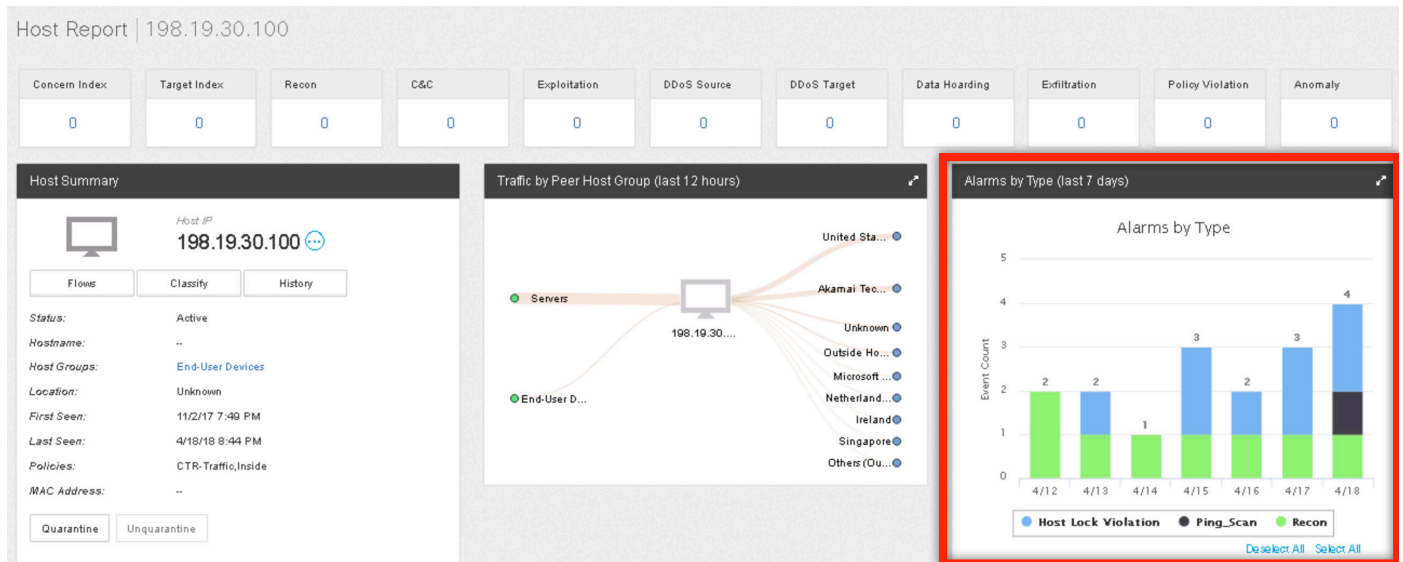 Host Report | 198.19.30.100
Concern Index
Target Index
Recon
C&C
Exploitation
DDoS Source
DDoS Target
Data Hoarding
Exfiltration
Policy Violation
Anomaly
0
0
0
0
0
0
0
0
0
0
0
Host Summary
Host IP
198.19.30.100
Flows
Classify
History
Status: Active
Hostname: --
Host Groups: End-User Devices
Location: Unknown
First Seen: 11/2/17 7:49 PM
Last Seen: 4/18/18 8:44 PM
Policies: CTR-Traffic,Inside
MAC Address: --
Quarantine
Unquarantine
Traffic by Peer Host Group (last 12 hours)
Servers
End-User D...
198.19.30....
United Sta...
Akamai Tec...
Unknown
Outside Ho...
Microsoft ...
Netherland...
Ireland
Singapore
Others (Ou...
Alarms by Type (last 7 days)
Alarms by Type
Event Count
5
4
3
2
1
0
2
2
1
3
2
3
4
4/12
4/13
4/14
4/15
4/16
4/17
4/18
Host Lock Violation
Ping_Scan
Recon
Deselect All
Select All